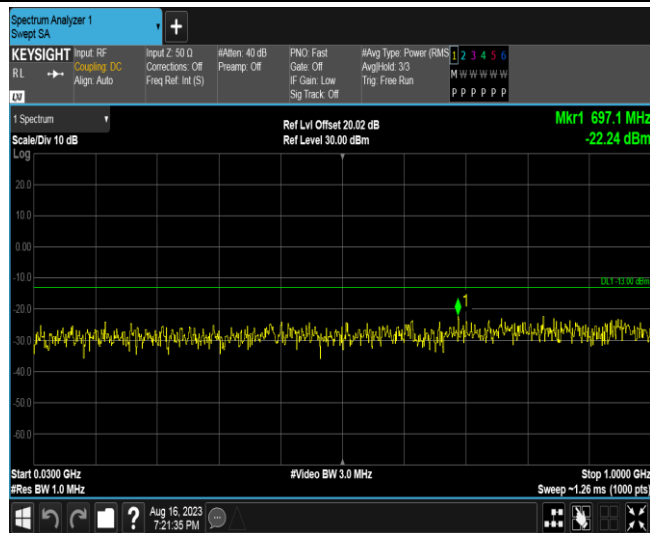 Spectrum Analyzer 1
Swept SA
+
KEYSIGHT
RL
Input: RF
Coupling: DC
Align: Auto
Input Z: 50 Ω
Corrections: Off
Freq Ref: Int (S)
#Atten: 40 dB
Preamp: Off
PNO: Fast
Gate: Off
IF Gain: Low
Sig Track: Off
#Avg Type: Power (RMS
Avg|Hold: 3/3
Trig: Free Run
1 2 3 4 5 6
M W W W W W
P P P P P P
1 Spectrum
Scale/Div 10 dB
Log
Ref Lvl Offset 20.02 dB
Ref Level 30.00 dBm
Mkr1 697.1 MHz
-22.24 dBm
20.0
10.0
0.00
-10.0
DL1 -13.00 dBm
1
-20.0
-30.0
-40.0
-50.0
-60.0
Start 0.0300 GHz
#Res BW 1.0 MHz
#Video BW 3.0 MHz
Stop 1.0000 GHz
Sweep ~1.26 ms (1000 pts)
?
Aug 16, 2023
7:21:35 PM